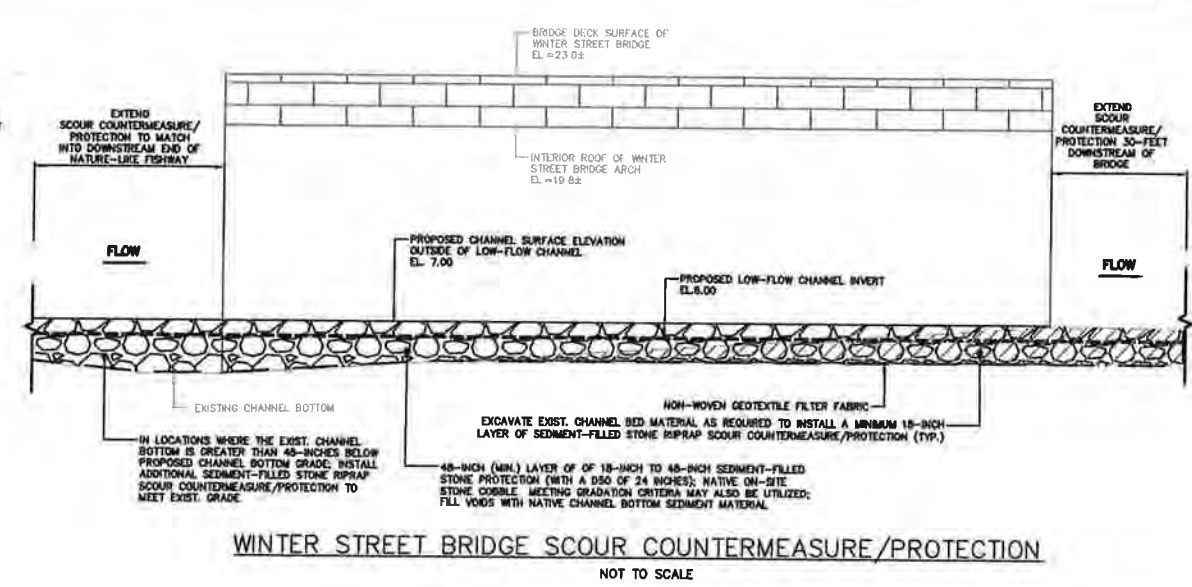 BRIDGE DECK SURFACE OF
WINTER STREET BRIDGE
EL =23.0±
EXTEND
SCOUR COUNTERMEASURE/
PROTECTION TO MATCH
INTO DOWNSTREAM END OF
NATURE-LIKE FISHWAY
EXTEND
SCOUR
COUNTERMEASURE/
PROTECTION 30-FEET
DOWNSTREAM OF
BRIDGE
INTERIOR ROOF OF WINTER
STREET BRIDGE ARCH
EL =19.8±
FLOW
PROPOSED CHANNEL SURFACE ELEVATION
OUTSIDE OF LOW-FLOW CHANNEL
EL. 7.00
PROPOSED LOW-FLOW CHANNEL INVERT
EL.6.00
FLOW
EXISTING CHANNEL BOTTOM
NON-WOVEN GEOTEXTILE FILTER FABRIC
EXCAVATE EXIST. CHANNEL BED MATERIAL AS REQUIRED TO INSTALL A MINIMUM 18-INCH
LAYER OF SEDIMENT-FILLED STONE RIPRAP SCOUR COUNTERMEASURE/PROTECTION (TYP.)
IN LOCATIONS WHERE THE EXIST. CHANNEL
BOTTOM IS GREATER THAN 48-INCHES BELOW
PROPOSED CHANNEL BOTTOM GRADE; INSTALL
ADDITIONAL SEDIMENT-FILLED STONE RIPRAP
SCOUR COUNTERMEASURE/PROTECTION TO
MEET EXIST. GRADE
48-INCH (MIN.) LAYER OF OF 18-INCH TO 48-INCH SEDIMENT-FILLED
STONE PROTECTION (WITH A D50 OF 24 INCHES); NATIVE ON-SITE
STONE COBBLE MEETING GRADATION CRITERIA MAY ALSO BE UTILIZED;
FILL VOIDS WITH NATIVE CHANNEL BOTTOM SEDIMENT MATERIAL
WINTER STREET BRIDGE SCOUR COUNTERMEASURE/PROTECTION
NOT TO SCALE